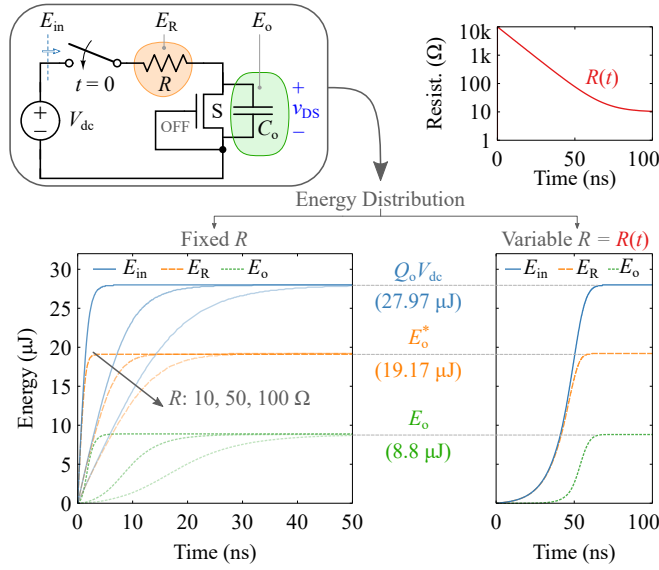 E_in
E_R
E_o
t = 0
R
V_dc
OFF
S
C_o
+
v_DS
−
+
−
Resist. (Ω)
10k
1k
100
10
1
R(t)
0
50
100
Time (ns)
Energy Distribution
Fixed R
Variable R = R(t)
E_in E_R E_o
Energy (μJ)
30
20
10
0
R: 10, 50, 100 Ω
0 10 20 30 40 50
Time (ns)
Q_oV_dc
(27.97 μJ)
E_o^*
(19.17 μJ)
E_o
(8.8 μJ)
E_in E_R E_o
0 50 100
Time (ns)